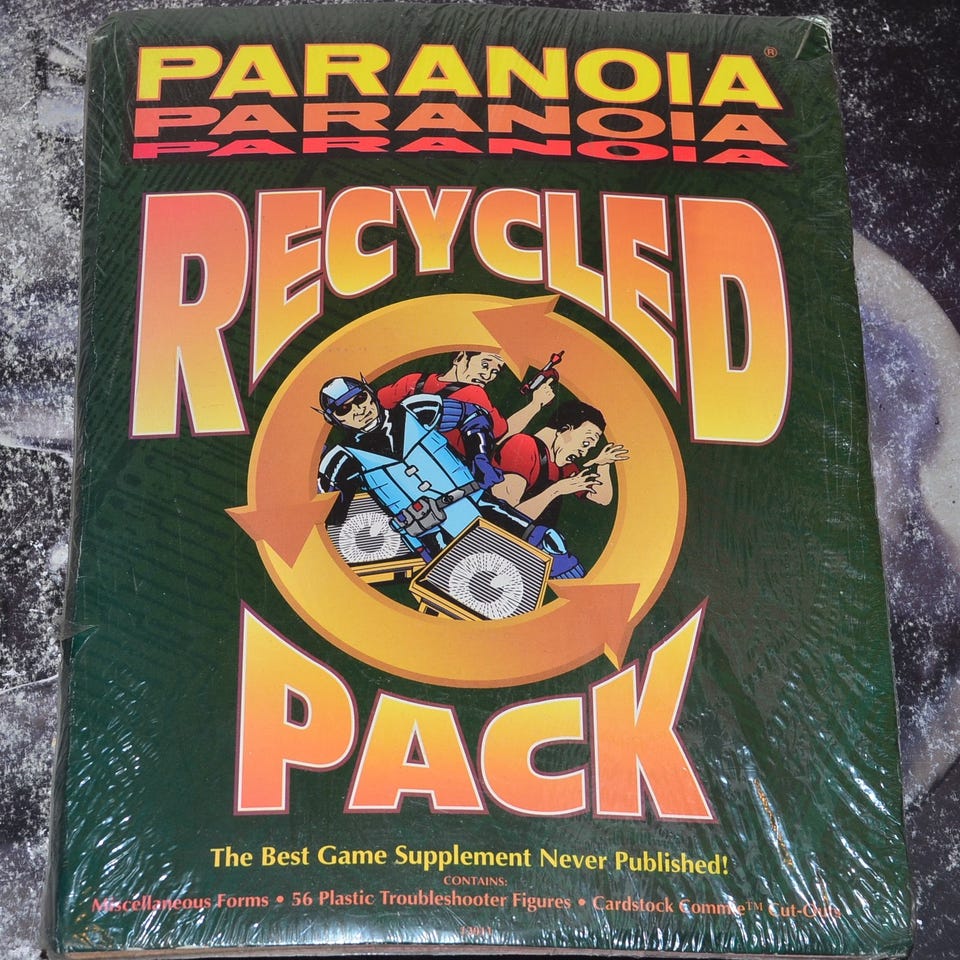 PARANOIA®
PARANOIA
PARANOIA
RECYCLED
PACK
The Best Game Supplement Never Published!
CONTAINS:
Miscellaneous Forms • 56 Plastic Troubleshooter Figures • Cardstock Commie™ Cut-Outs